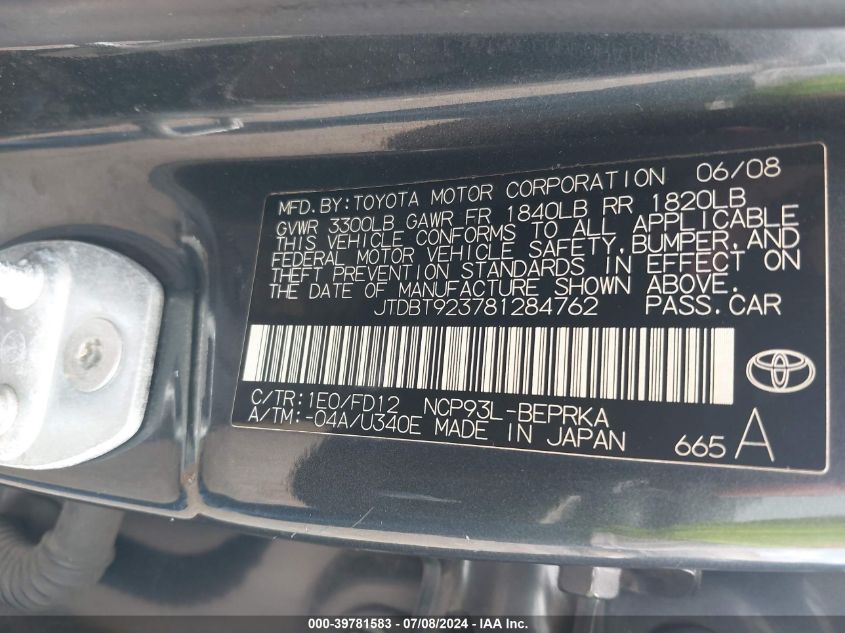 MFD.BY:TOYOTA MOTOR CORPORATION 06/08
GVWR 3300LB GAWR FR 1840LB RR 1820LB
THIS VEHICLE CONFORMS TO ALL APPLICABLE
FEDERAL MOTOR VEHICLE SAFETY,BUMPER,AND
THEFT PREVENTION STANDARDS IN EFFECT ON
THE DATE OF MANUFACTURE SHOWN ABOVE.
JTDBT923781284762 PASS.CAR
C/TR:1E0/FD12 NCP93L-BEPRKA
A/TM:-04A/U340E MADE IN JAPAN 665 A
000-39781583 - 07/08/2024 - Copyright © 2024 IAA, Inc.